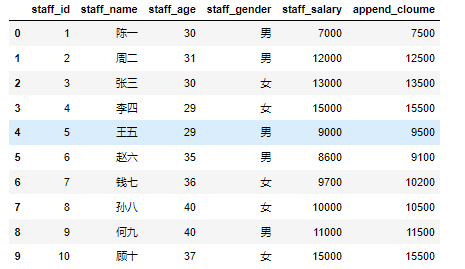 staff_id staff_name staff_age staff_gender staff_salary append_cloume
0 1 陈一 30 男 7000 7500
1 2 周二 31 男 12000 12500
2 3 张三 30 女 13000 13500
3 4 李四 29 女 15000 15500
4 5 王五 29 男 9000 9500
5 6 赵六 35 男 8600 9100
6 7 钱七 36 女 9700 10200
7 8 孙八 40 女 10000 10500
8 9 何九 40 男 11000 11500
9 10 顾十 37 女 15000 15500